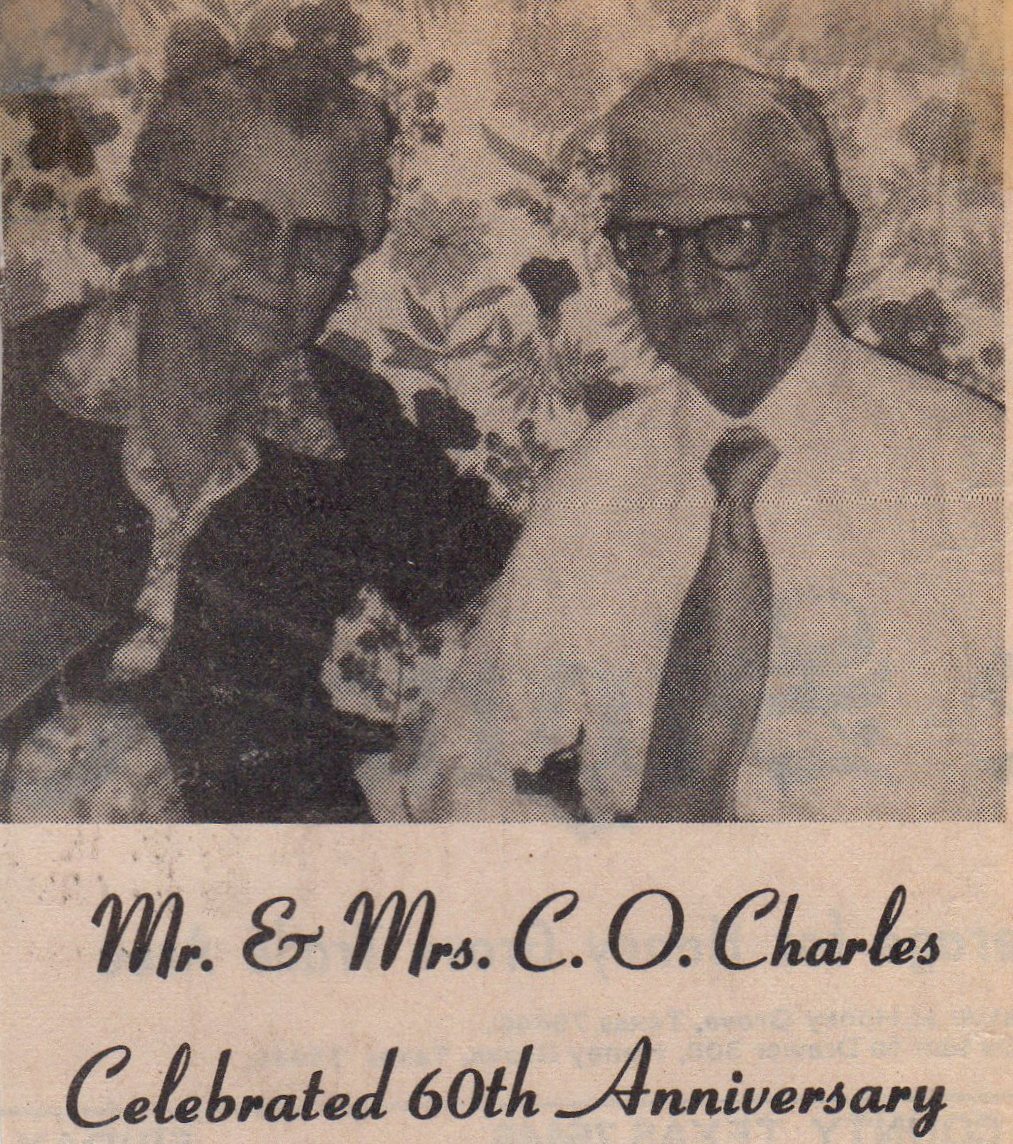 Mr. & Mrs. C. O. Charles
Celebrated 60th Anniversary